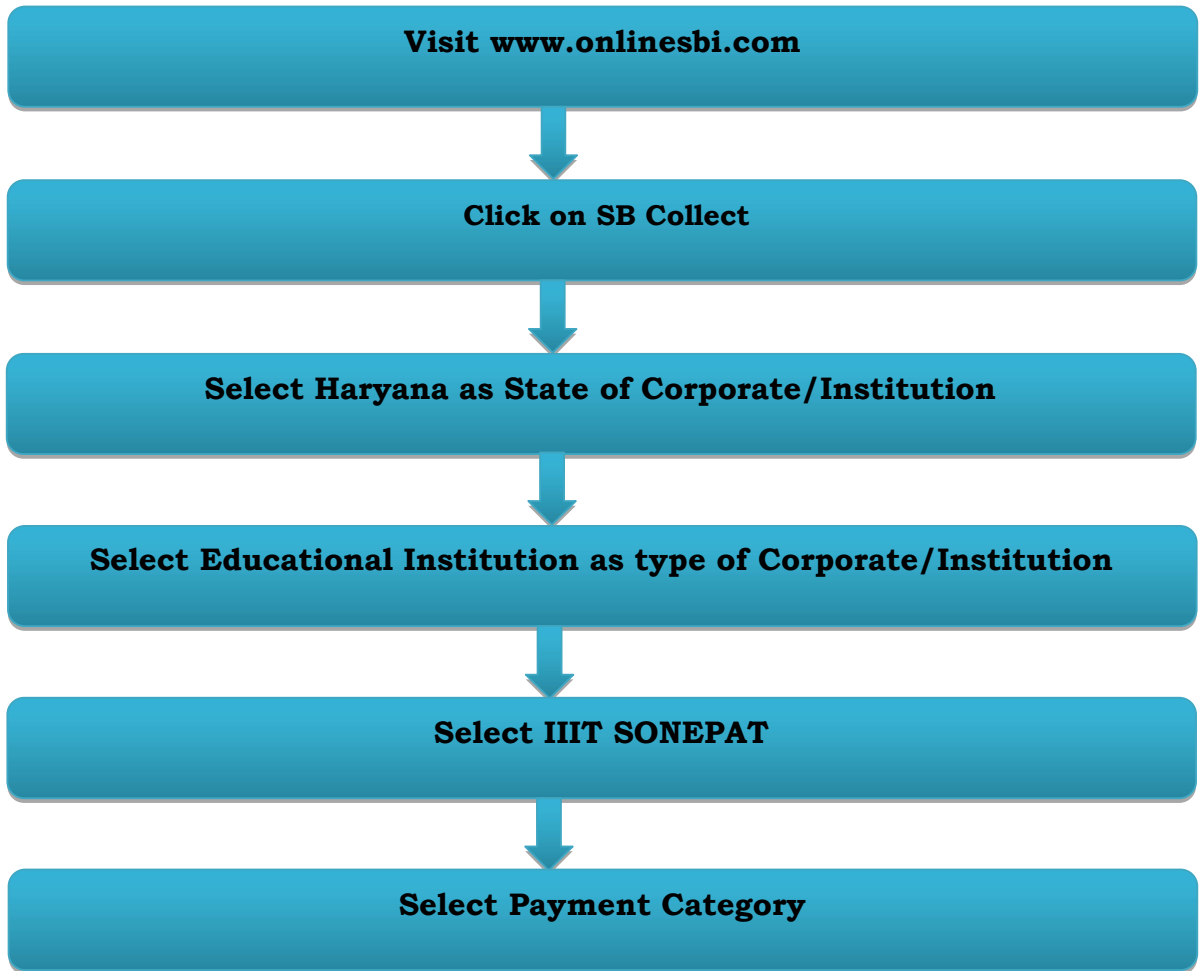 Visit www.onlinesbi.com
Click on SB Collect
Select Haryana as State of Corporate/Institution
Select Educational Institution as type of Corporate/Institution
Select IIIT SONEPAT
Select Payment Category